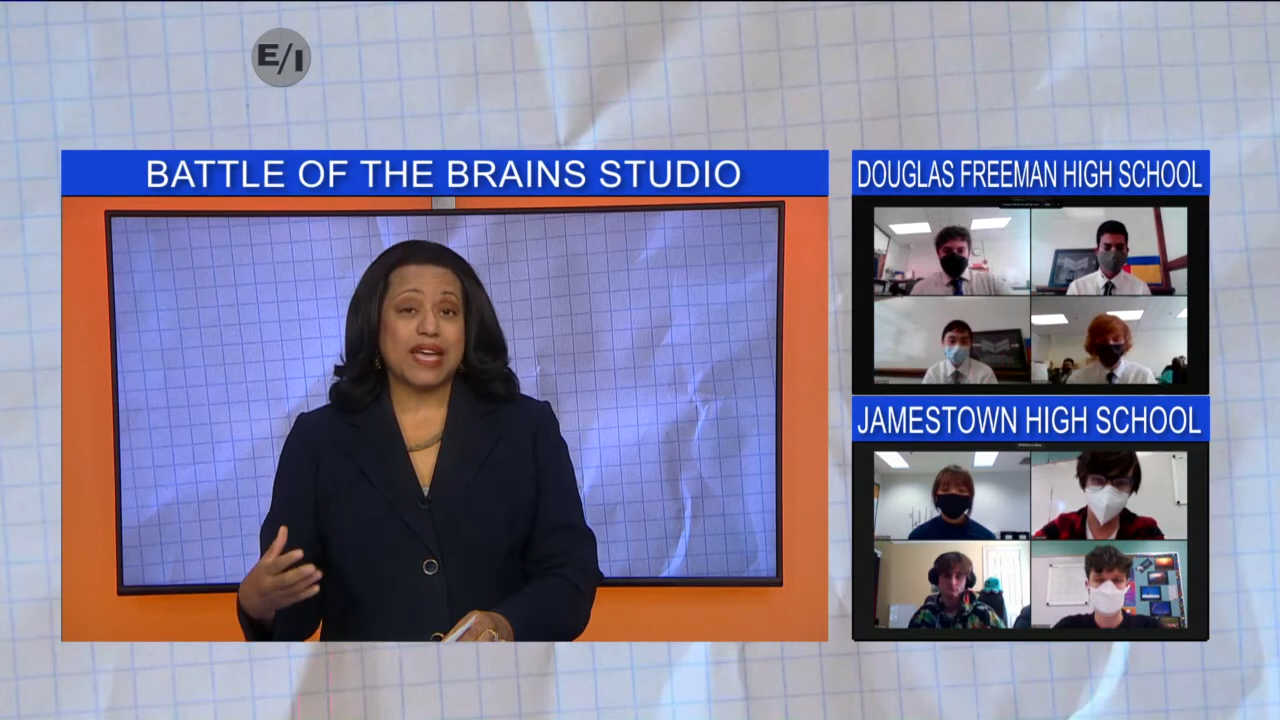 E/I
BATTLE OF THE BRAINS STUDIO
DOUGLAS FREEMAN HIGH SCHOOL
JAMESTOWN HIGH SCHOOL